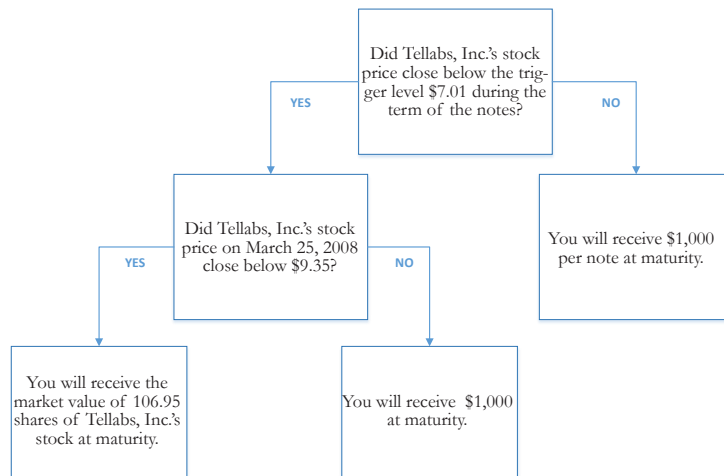 Did Tellabs, Inc.'s stock
price close below the trig-
ger level $7.01 during the
term of the notes?
YES
NO
Did Tellabs, Inc.'s stock
price on March 25, 2008
close below $9.35?
You will receive $1,000
per note at maturity.
YES
NO
You will receive the
market value of 106.95
shares of Tellabs, Inc.'s
stock at maturity.
You will receive $1,000
at maturity.